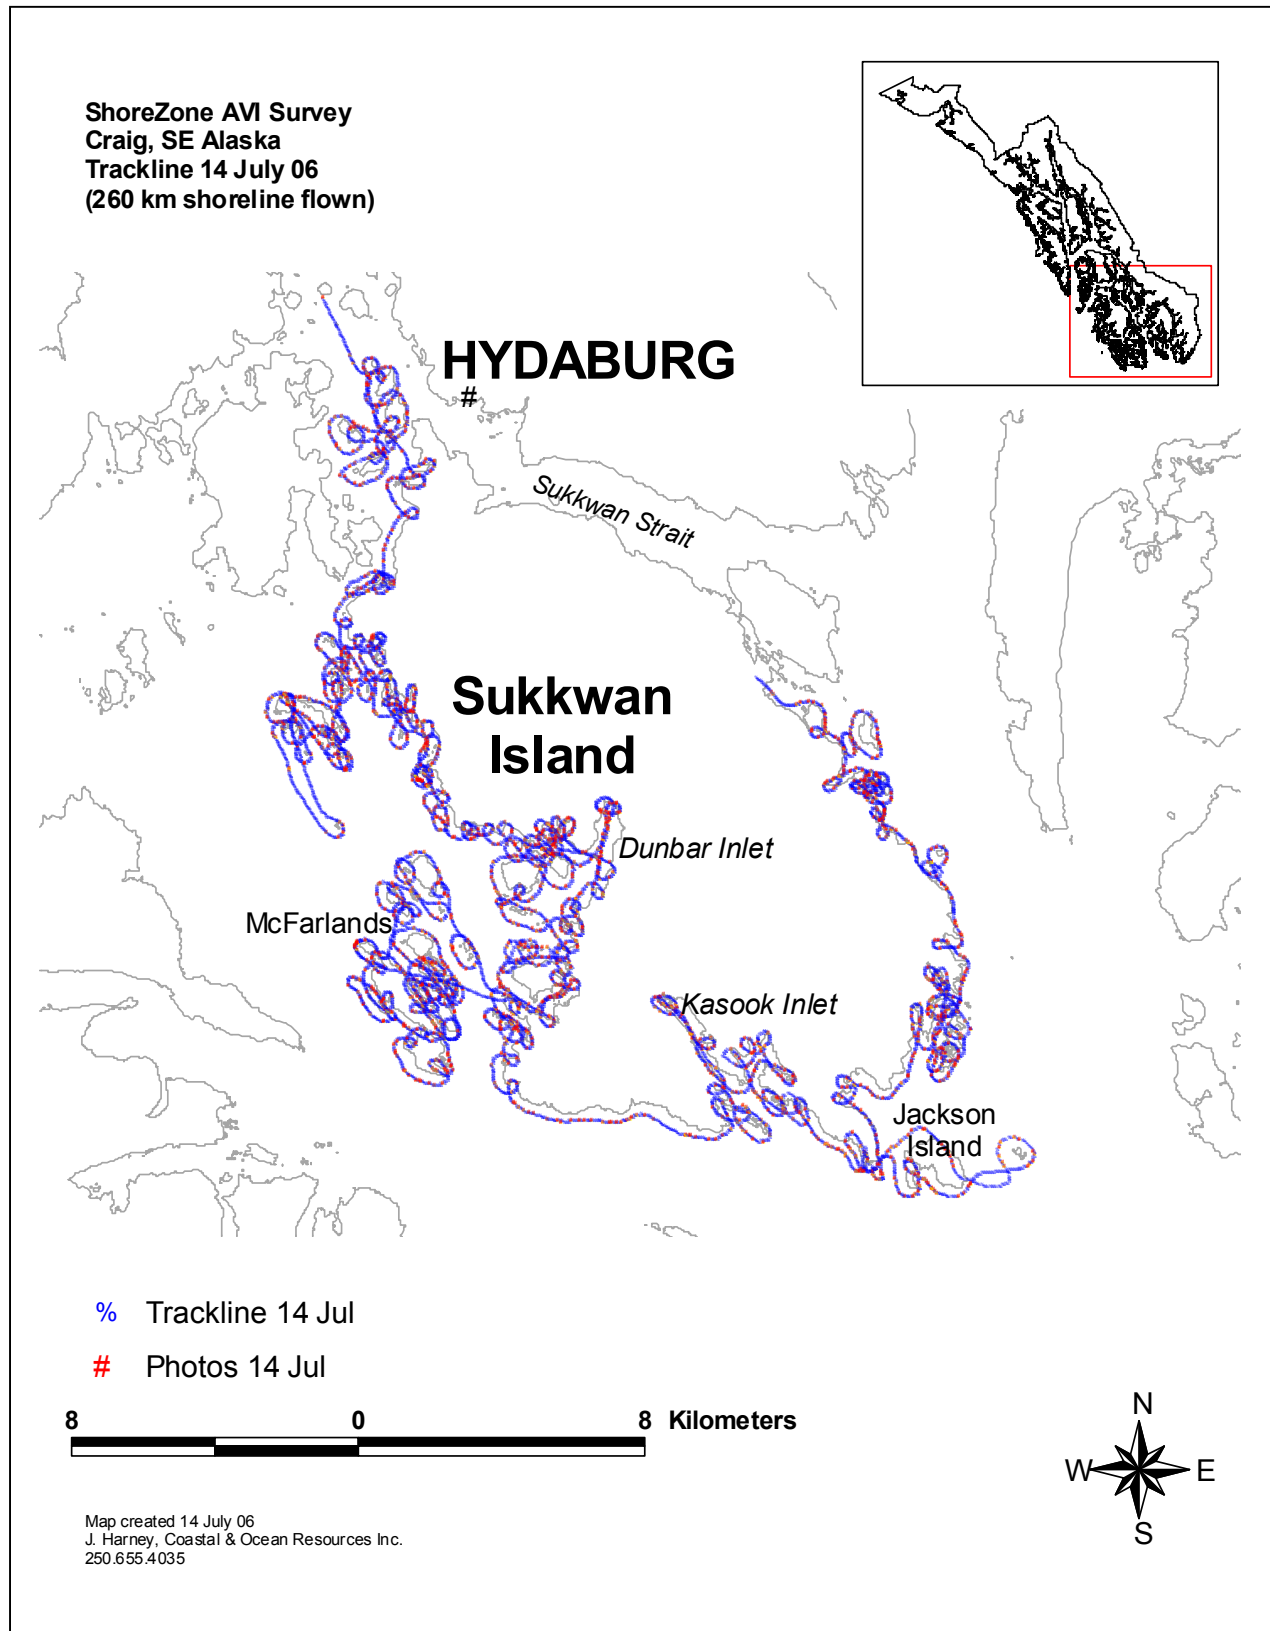 ShoreZone AVI Survey
Craig, SE Alaska
Trackline 14 July 06
(260 km shoreline flown)
HYDABURG
#
Sukkwan Strait
Sukkwan
Island
Dunbar Inlet
McFarlands
Kasook Inlet
Jackson
Island
% Trackline 14 Jul
# Photos 14 Jul
8 0 8 Kilometers
N
W E
S
Map created 14 July 06
J. Harney, Coastal & Ocean Resources Inc.
250.655.4035